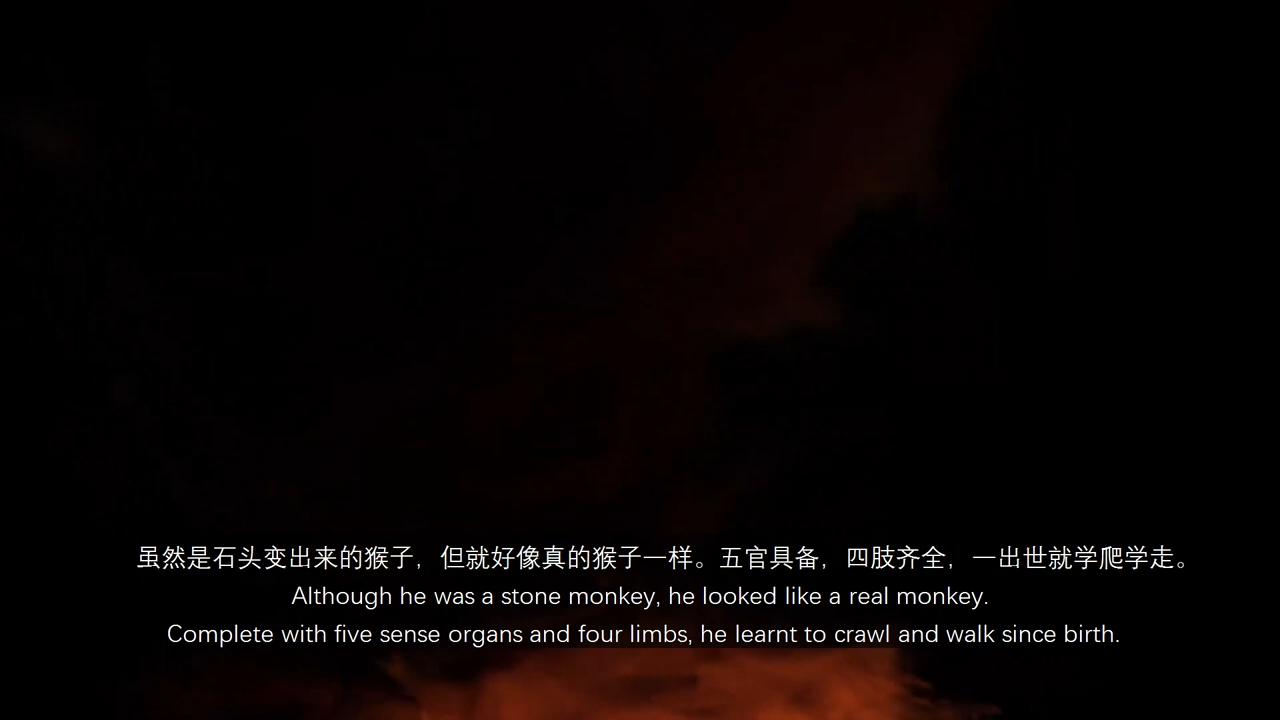 虽然是石头变出来的猴子，但就好像真的猴子一样。五官具备，四肢齐全，一出世就学爬学走。
Although he was a stone monkey, he looked like a real monkey.
Complete with five sense organs and four limbs, he learnt to crawl and walk since birth.